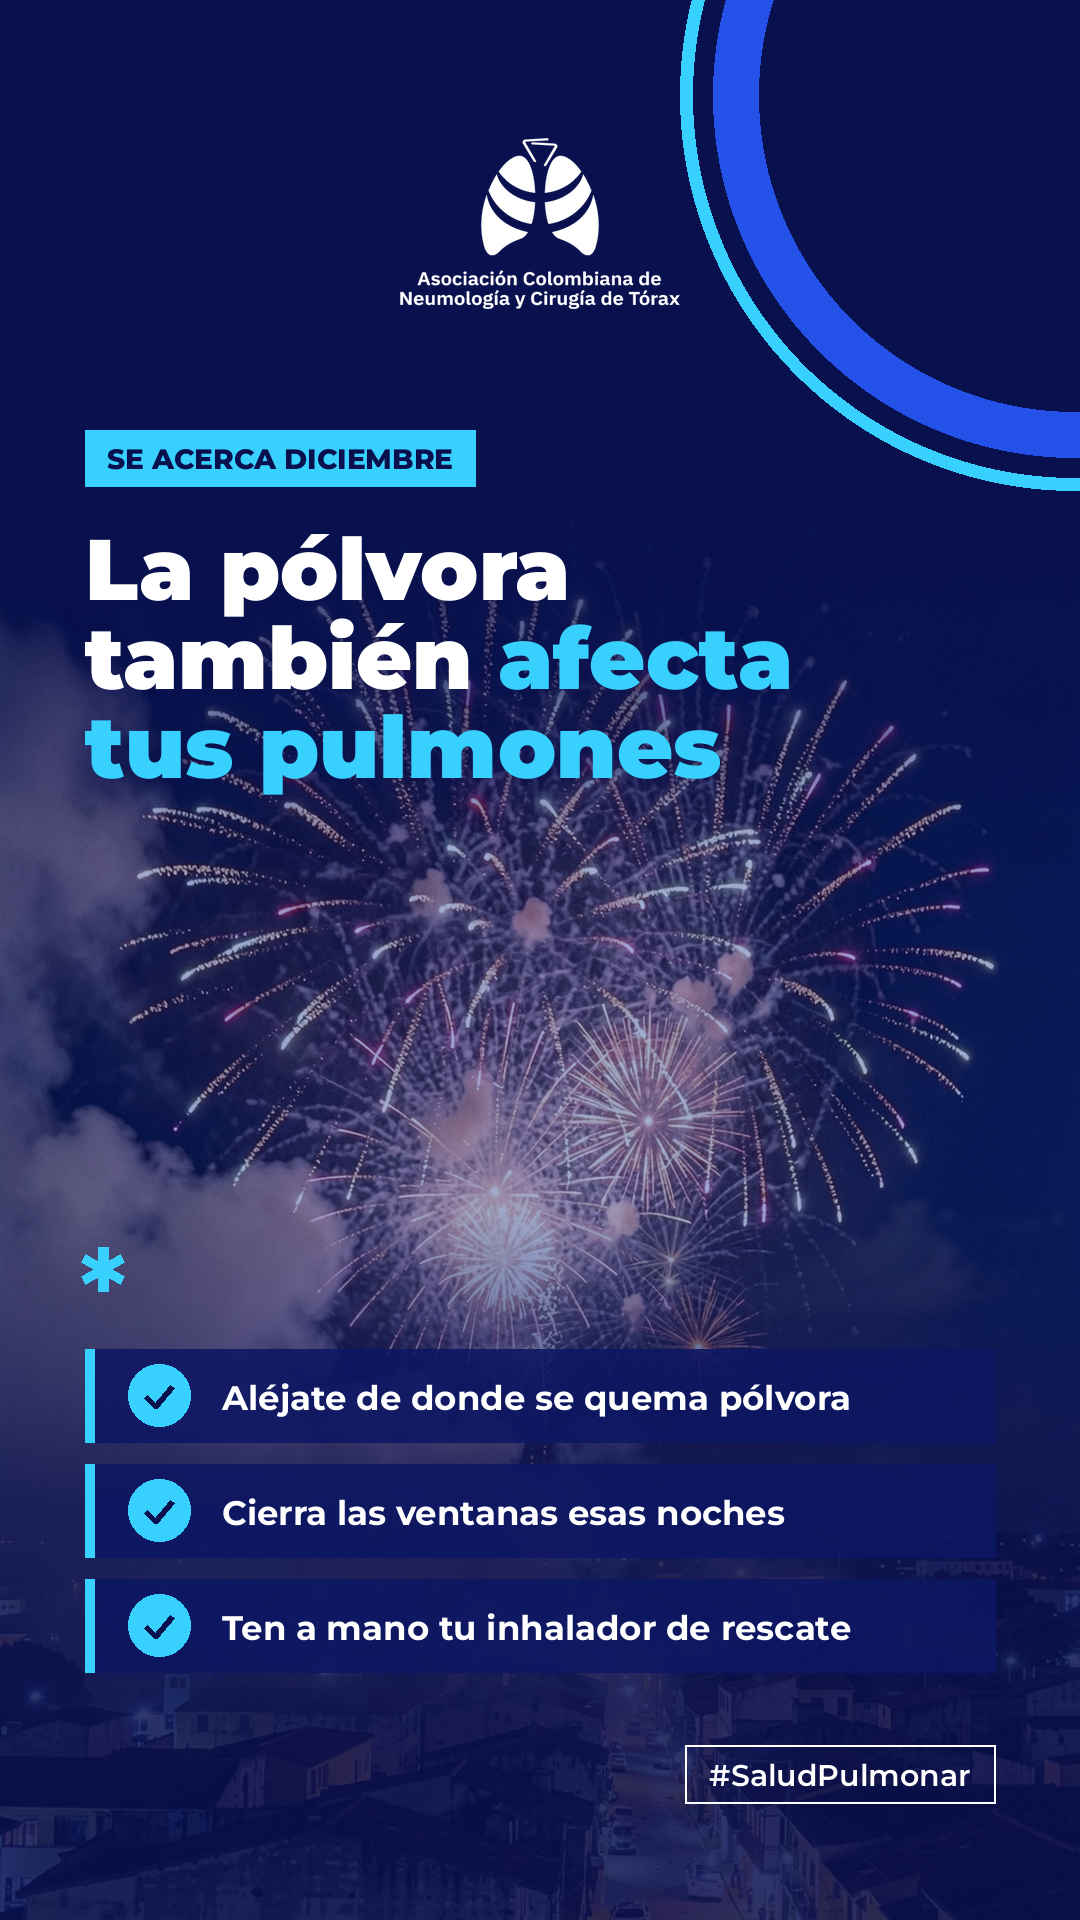 Asociación Colombiana de
Neumología y Cirugía de Tórax
SE ACERCA DICIEMBRE
La pólvora
también afecta
tus pulmones
Aléjate de donde se quema pólvora
Cierra las ventanas esas noches
Ten a mano tu inhalador de rescate
#SaludPulmonar